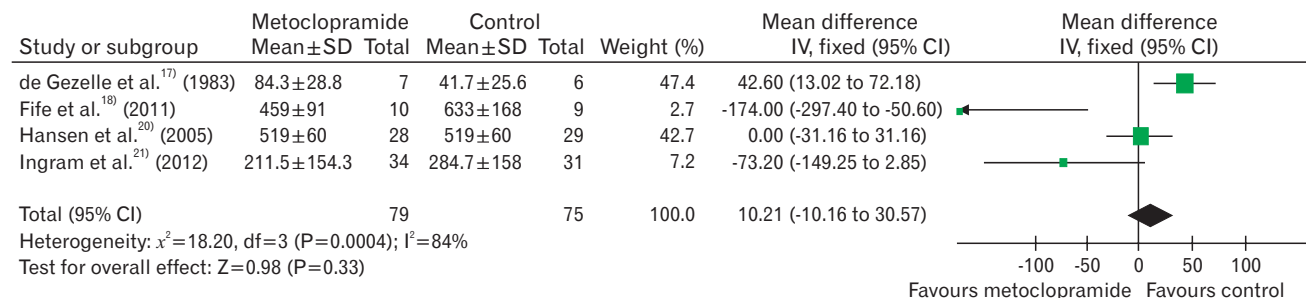 Metoclopramide Control Mean difference Mean difference
Study or subgroup Mean±SD Total Mean±SD Total Weight (%) IV, fixed (95% CI) IV, fixed (95% CI)
de Gezelle et al.17) (1983) 84.3±28.8 7 41.7±25.6 6 47.4 42.60 (13.02 to 72.18)
Fife et al.18) (2011) 459±91 10 633±168 9 2.7 -174.00 (-297.40 to -50.60)
Hansen et al.20) (2005) 519±60 28 519±60 29 42.7 0.00 (-31.16 to 31.16)
Ingram et al.21) (2012) 211.5±154.3 34 284.7±158 31 7.2 -73.20 (-149.25 to 2.85)
Total (95% CI) 79 75 100.0 10.21 (-10.16 to 30.57)
Heterogeneity: x²=18.20, df=3 (P=0.0004); I²=84%
Test for overall effect: Z=0.98 (P=0.33)
-100 -50 0 50 100
Favours metoclopramide Favours control